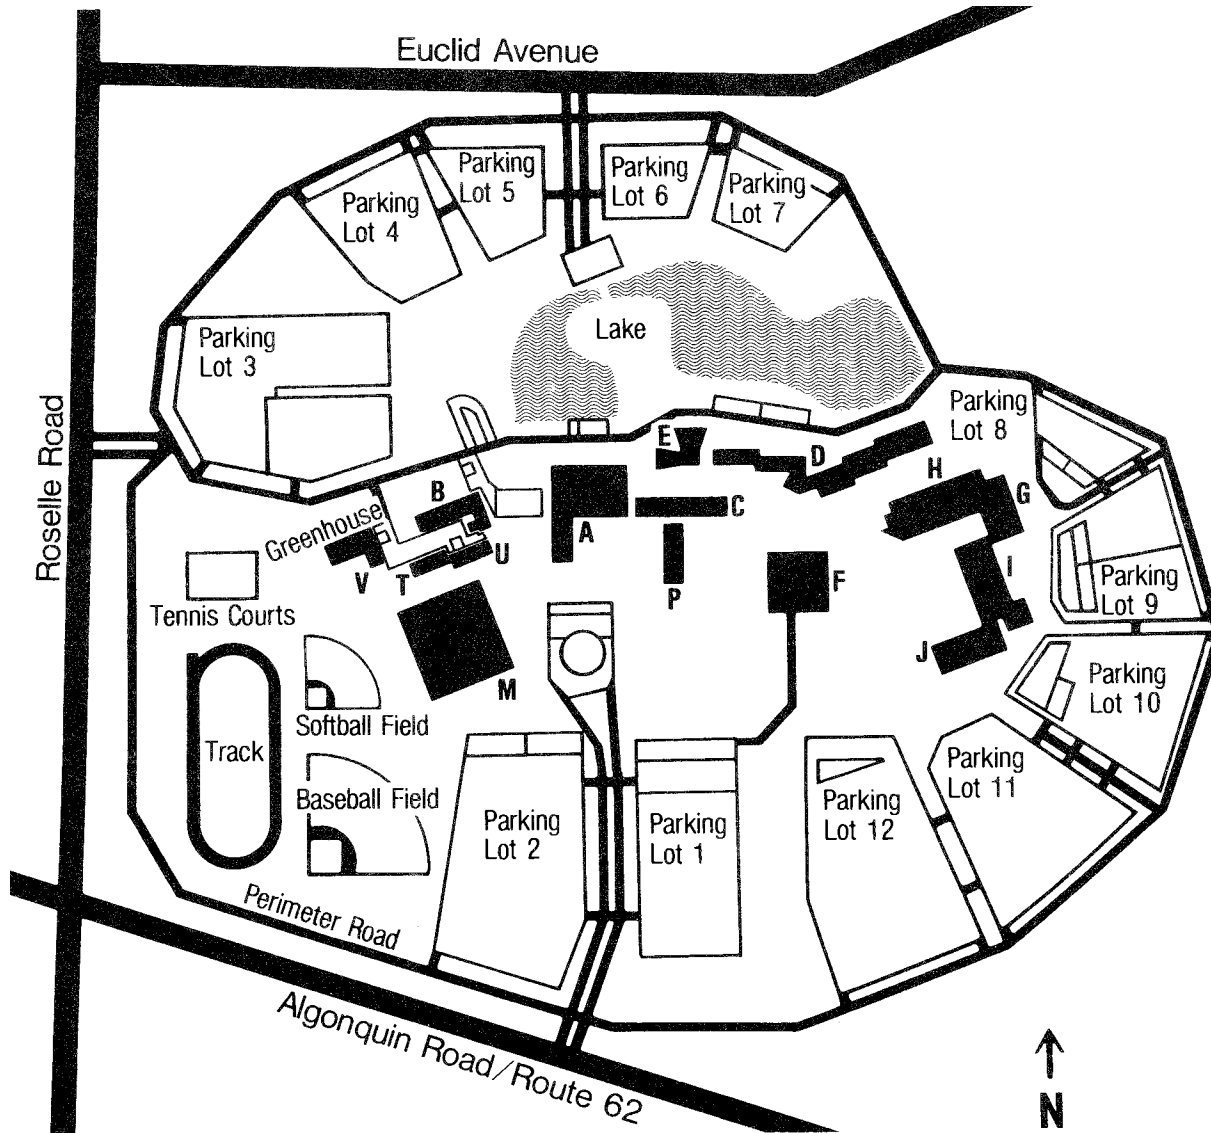 Euclid Avenue
Parking
Lot 5
Parking
Lot 6
Parking
Lot 7
Parking
Lot 4
Lake
Parking
Lot 3
Parking
Lot 8
Roselle Road
E
D
H
G
B
C
A
Greenhouse
U
V
T
P
F
I
Parking
Lot 9
Tennis Courts
J
M
Parking
Lot 10
Softball Field
Track
Baseball Field
Parking
Lot 11
Parking
Lot 12
Parking
Lot 2
Parking
Lot 1
Perimeter Road
Algonquin Road/Route 62
N